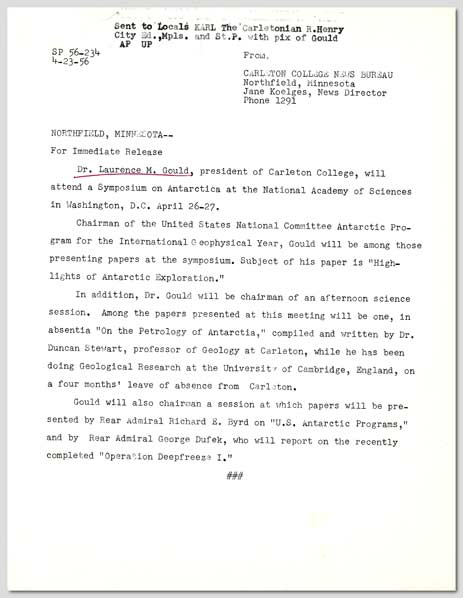 Sent to Locals KARL The Carletonian R.Henry
City Ed.,Mpls. and St.P. with pix of Gould
AP UP
SP 56-234
4-23-56
From.
CARLETON COLLEGE NEWS BUREAU
Northfield, Minnesota
Jane Koelges, News Director
Phone 1291
NORTHFIELD, MINNESOTA--
For Immediate Release
Dr. Laurence M. Gould, president of Carleton College, will
attend a Symposium on Antarctica at the National Academy of Sciences
in Washington, D.C. April 26-27.
Chairman of the United States National Committee Antarctic Pro-
gram for the International Geophysical Year, Gould will be among those
presenting papers at the symposium. Subject of his paper is "High-
lights of Antarctic Exploration."
In addition, Dr. Gould will be chairman of an afternoon science
session. Among the papers presented at this meeting will be one, in
absentia "On the Petrology of Antarctia," compiled and written by Dr.
Duncan Stewart, professor of Geology at Carleton, while he has been
doing Geological Research at the University of Cambridge, England, on
a four months' leave of absence from Carleton.
Gould will also chairman a session at which papers will be pre-
sented by Rear Admiral Richard E. Byrd on "U.S. Antarctic Programs,"
and by Rear Admiral George Dufek, who will report on the recently
completed "Operation Deepfreeze I."
###